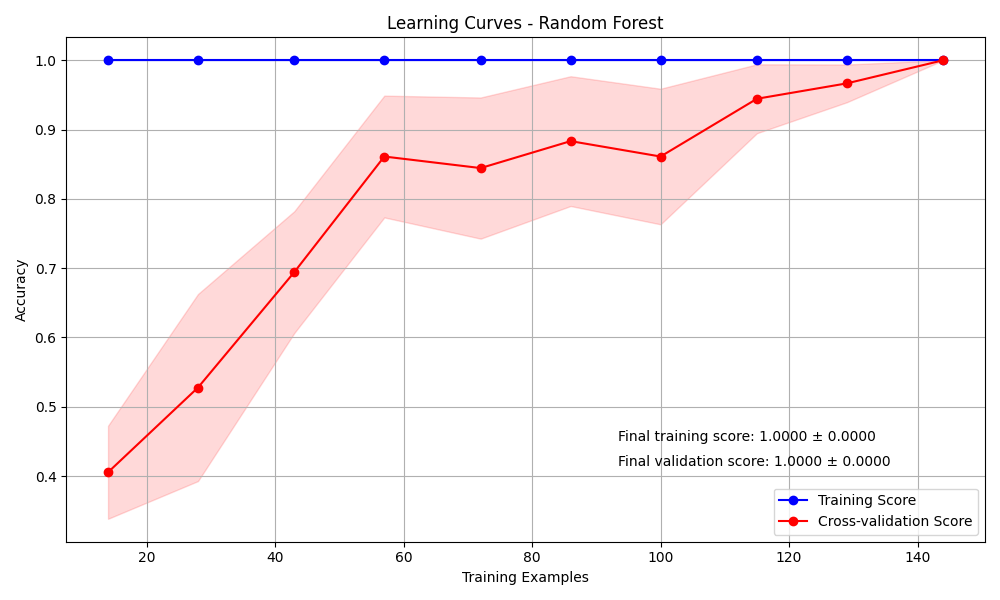 Learning Curves - Random Forest
1.0
0.9
0.8
0.7
0.6
0.5
0.4
Accuracy
Final training score: 1.0000 ± 0.0000
Final validation score: 1.0000 ± 0.0000
Training Score
Cross-validation Score
20 40 60 80 100 120 140
Training Examples